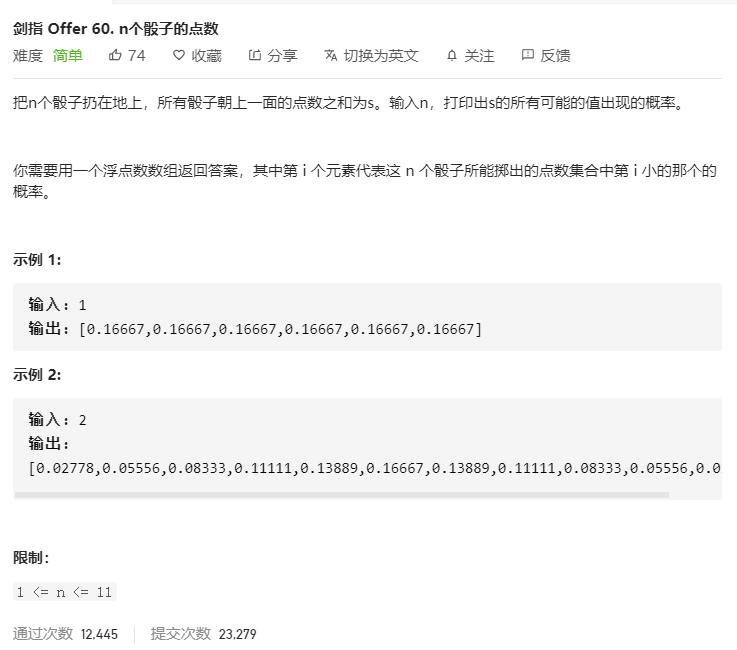 剑指 Offer 60. n个骰子的点数
难度 简单 74 收藏 分享 切换为英文 关注 反馈
把n个骰子扔在地上，所有骰子朝上一面的点数之和为s。输入n，打印出s的所有可能的值出现的概率。
你需要用一个浮点数数组返回答案，其中第 i 个元素代表这 n 个骰子所能掷出的点数集合中第 i 小的那个的
概率。
示例 1:
输入: 1
输出: [0.16667,0.16667,0.16667,0.16667,0.16667,0.16667]
示例 2:
输入: 2
输出:
[0.02778,0.05556,0.08333,0.11111,0.13889,0.16667,0.13889,0.11111,0.08333,0.05556,0.0
限制：
1 <= n <= 11
通过次数 12,445 提交次数 23,279